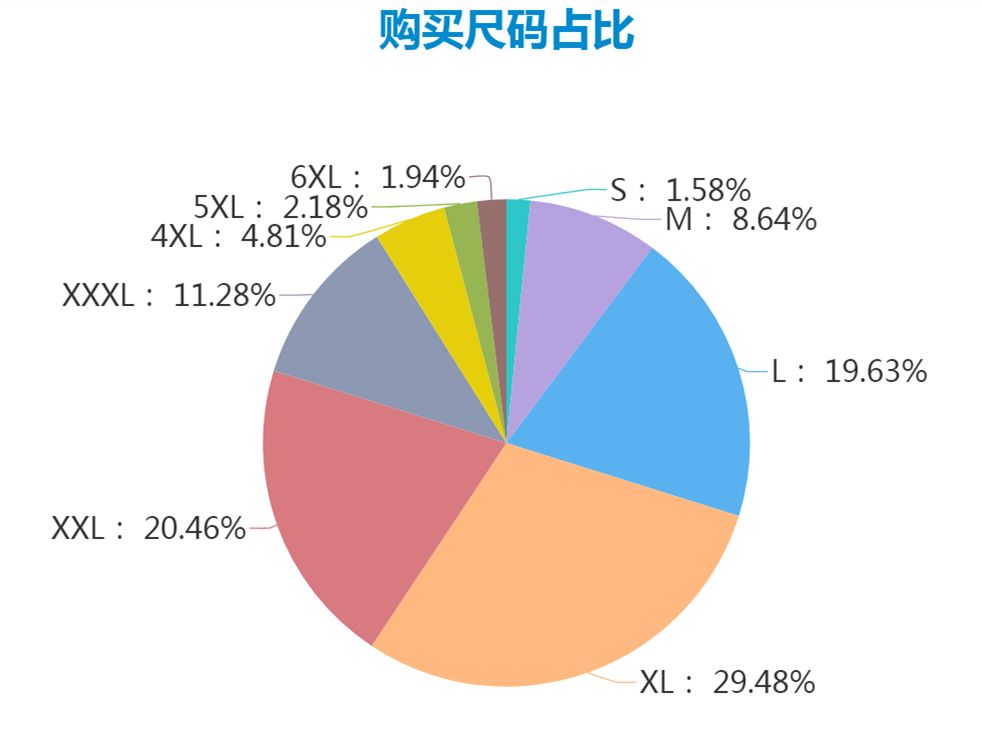 购买尺码占比
6XL： 1.94%
S： 1.58%
5XL： 2.18%
M： 8.64%
4XL： 4.81%
XXXL： 11.28%
L： 19.63%
XXL： 20.46%
XL： 29.48%